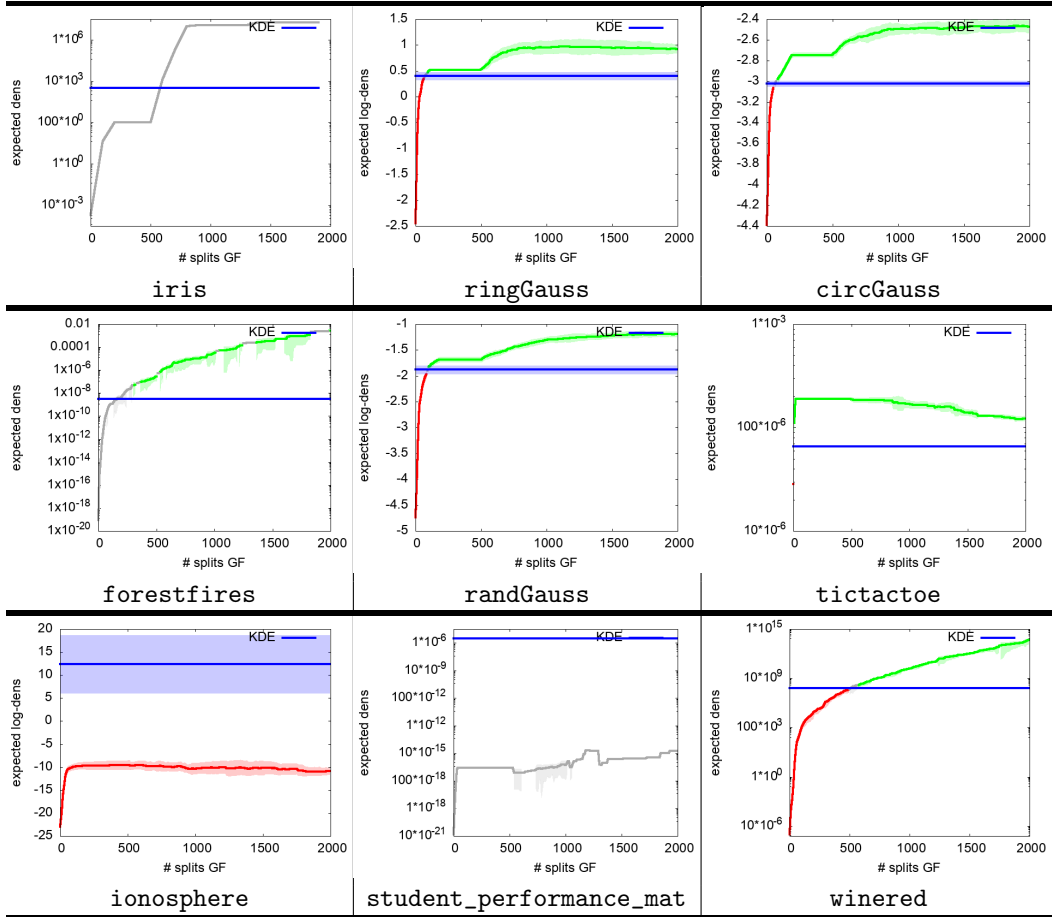 KDE
expected dens
1*10^6
10*10^3
100*10^0
1*10^0
10*10^-3
0 500 1000 1500 2000
# splits GF
iris
KDE
expected log-dens
1.5
1
0.5
0
-0.5
-1
-1.5
-2
-2.5
0 500 1000 1500 2000
# splits GF
ringGauss
KDE
expected log-dens
-2.4
-2.6
-2.8
-3
-3.2
-3.4
-3.6
-3.8
-4
-4.2
-4.4
0 500 1000 1500 2000
# splits GF
circGauss
KDE
expected dens
0.01
0.0001
1x10^-6
1x10^-8
1x10^-10
1x10^-12
1x10^-14
1x10^-16
1x10^-18
1x10^-20
0 500 1000 1500 2000
# splits GF
forestfires
KDE
expected log-dens
-1
-1.5
-2
-2.5
-3
-3.5
-4
-4.5
-5
0 500 1000 1500 2000
# splits GF
randGauss
KDE
expected dens
1*10^-3
100*10^-6
10*10^-6
0 500 1000 1500 2000
# splits GF
tictactoe
KDE
expected log-dens
20
15
10
5
0
-5
-10
-15
-20
-25
0 500 1000 1500 2000
# splits GF
ionosphere
KDE
expected dens
1*10^-6
10*10^-9
100*10^-12
1*10^-12
10*10^-15
100*10^-18
1*10^-18
10*10^-21
0 500 1000 1500 2000
# splits GF
student_performance_mat
KDE
expected dens
1*10^15
10*10^9
100*10^3
1*10^0
10*10^-6
0 500 1000 1500 2000
# splits GF
winered